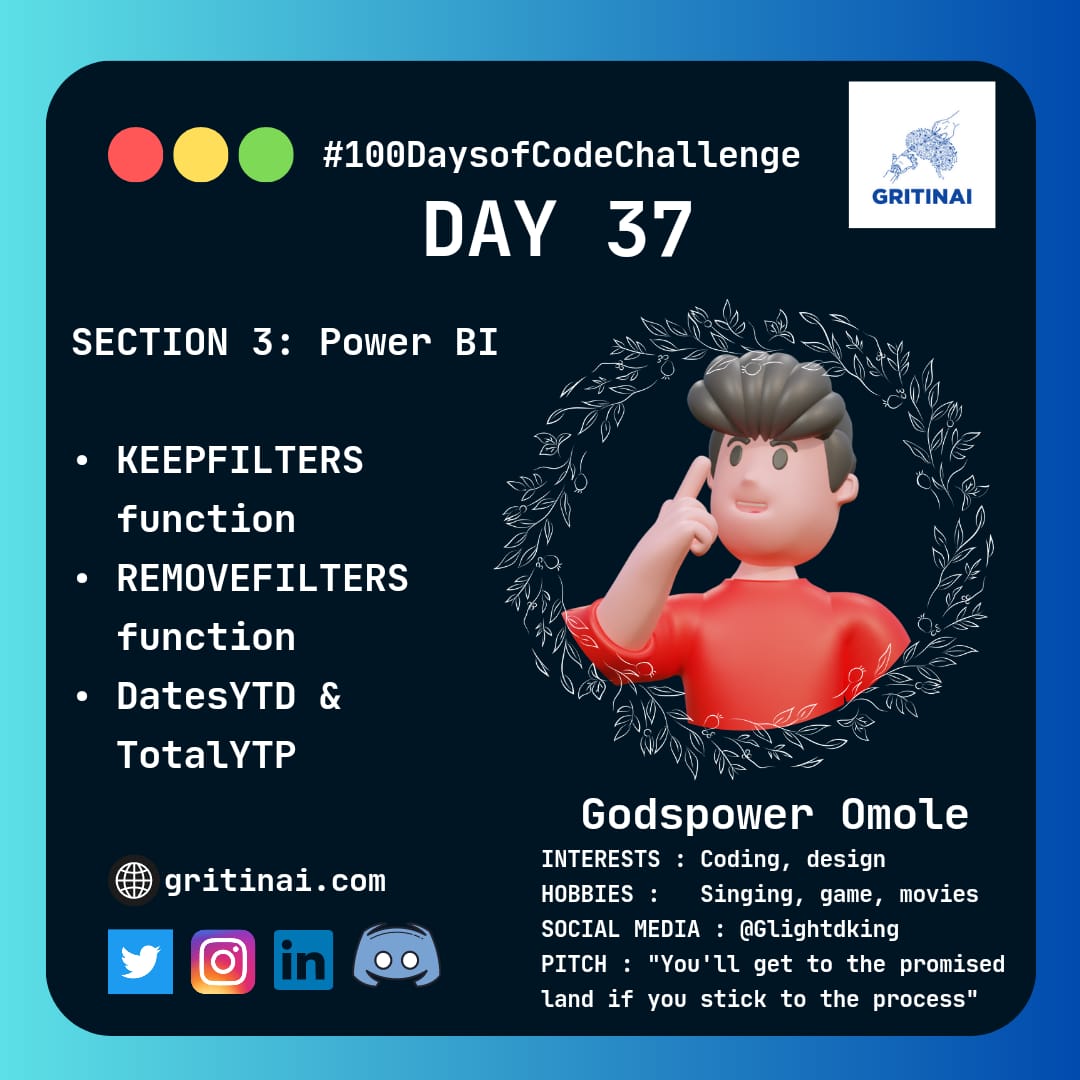 #100DaysofCodeChallenge
DAY 37
GRITINAI
SECTION 3: Power BI
• KEEPFILTERS
function
• REMOVEFILTERS
function
• DatesYTD &
TotalYTP
Godspower Omole
INTERESTS : Coding, design
HOBBIES : Singing, game, movies
SOCIAL MEDIA : @Glightdking
PITCH : "You'll get to the promised
land if you stick to the process"
gritinai.com
in